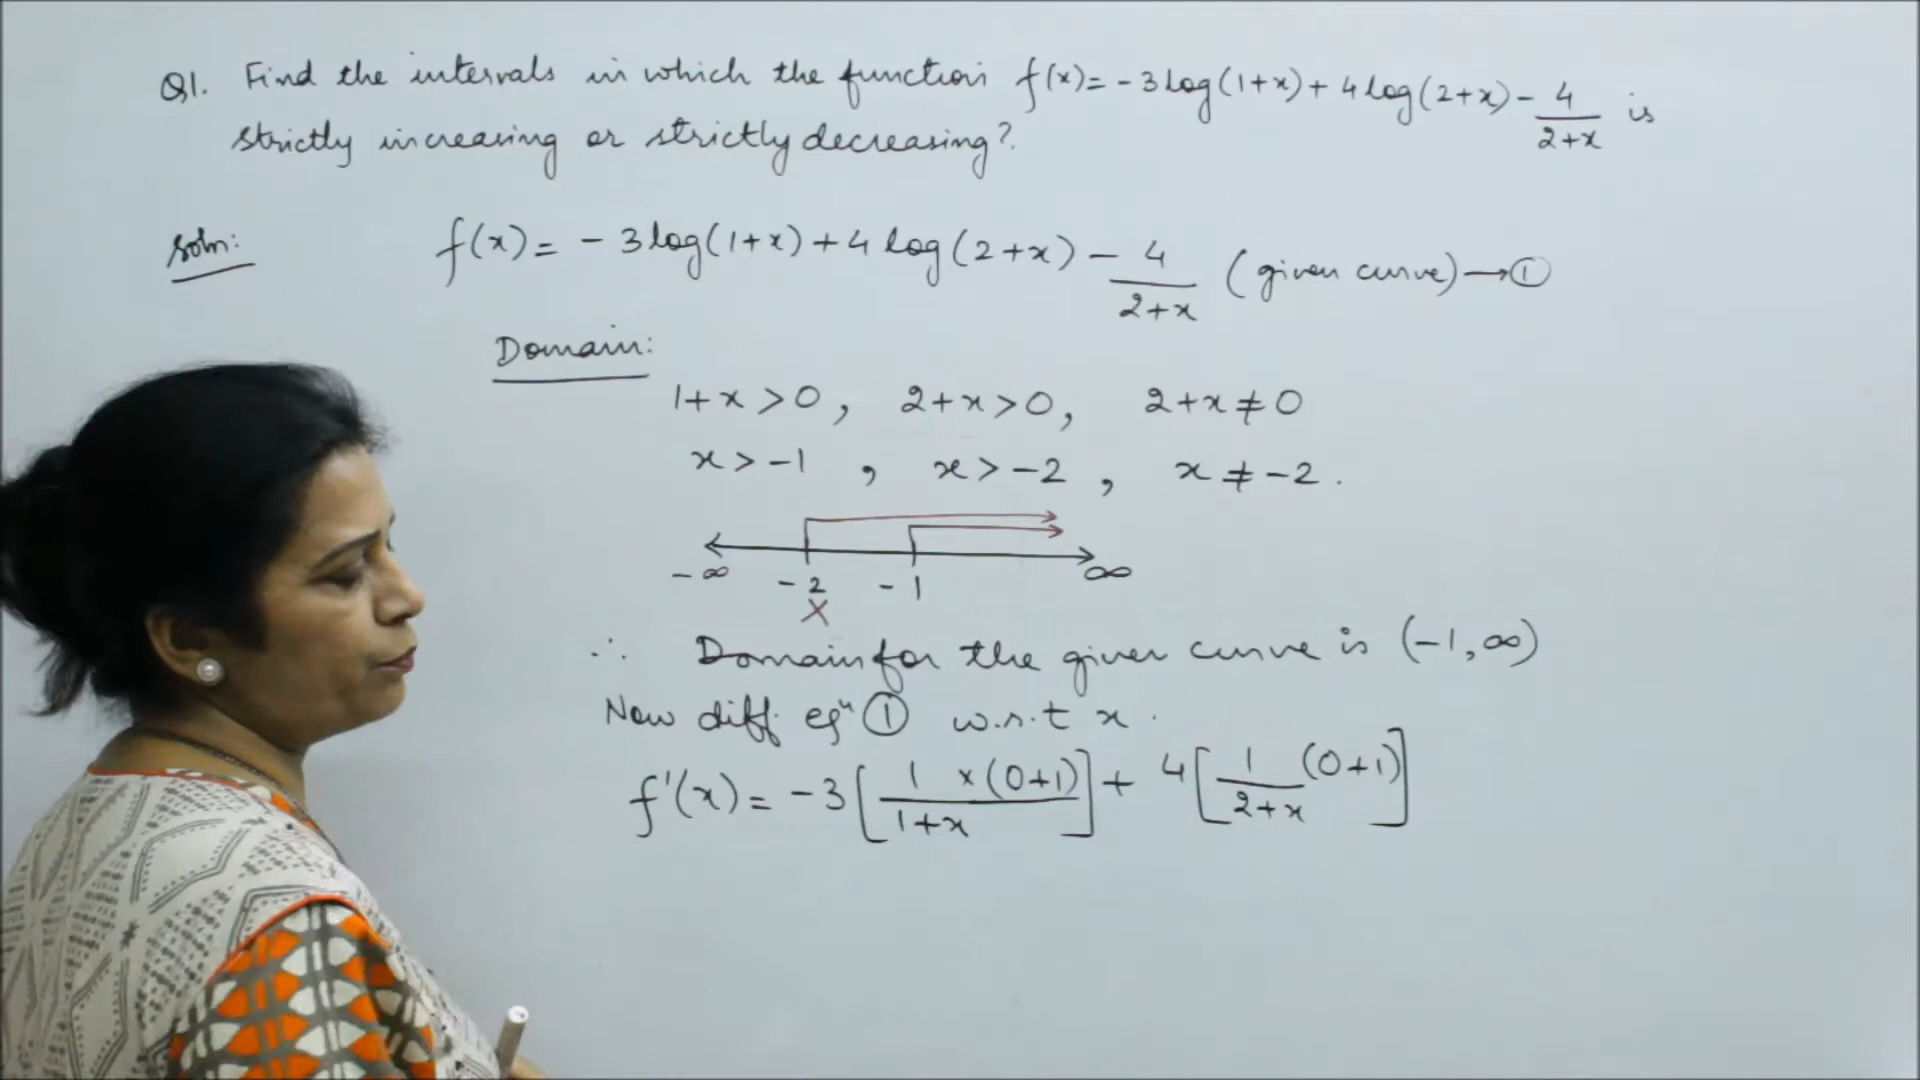 Q1. Find the intervals in which the function f(x)= -3log(1+x)+4log(2+x)- 4/(2+x) is
strictly increasing or strictly decreasing?
Soln: f(x)= -3log(1+x)+4log(2+x)- 4/(2+x) (given curve)→①
Domain:
1+x>0, 2+x>0, 2+x≠0
x>-1 , x>-2 , x≠-2.
-∞ -2 -1 ∞
X
∴ Domain for the given curve is (-1,∞)
Now diff. eqⁿ ① w.r.t x.
f'(x)= -3[1/(1+x) ×(0+1)]+ 4[1/(2+x) (0+1)]